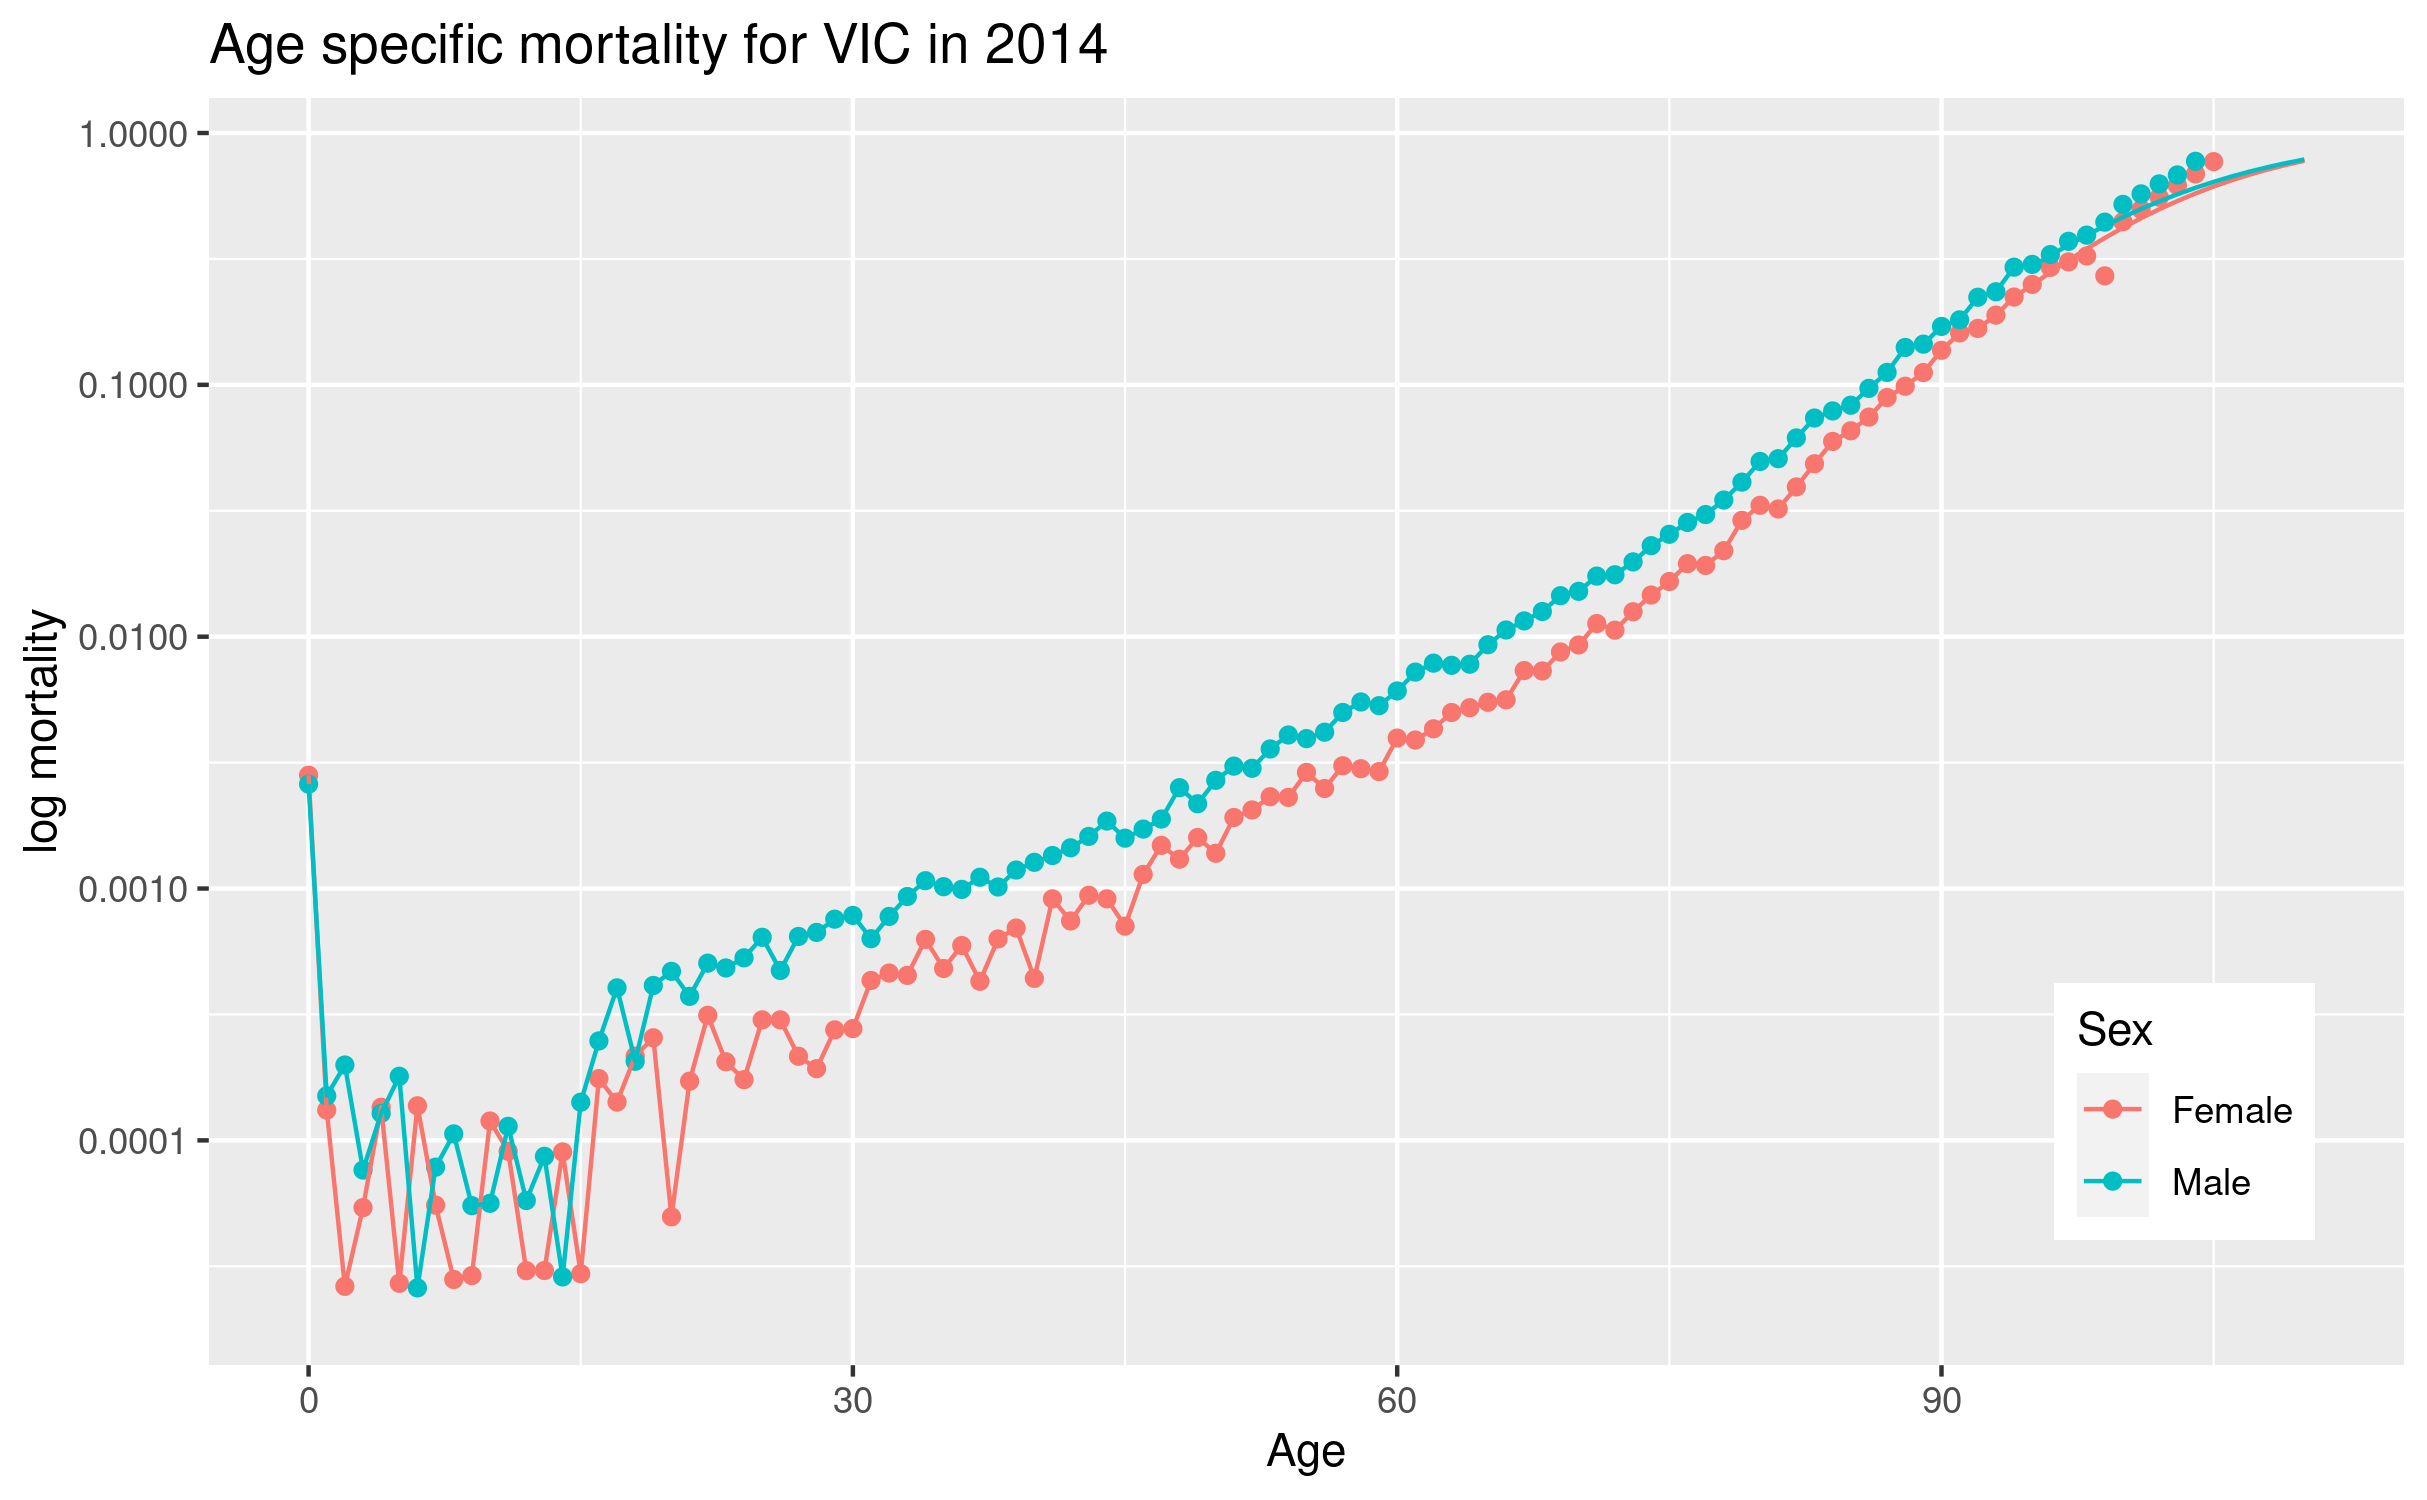 Age specific mortality for VIC in 2014
1.0000
0.1000
0.0100
0.0010
0.0001
log mortality
0
30
60
90
Age
Sex
Female
Male